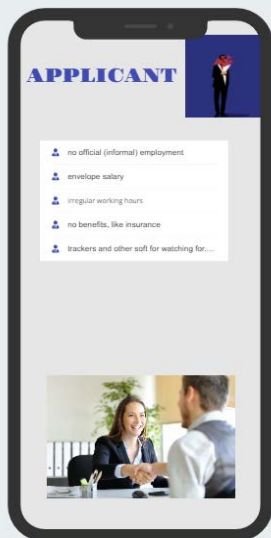 APPLICANT
no official (informal) employment
envelope salary
irregular working hours
no benefits, like insurance
trackers and other soft for watching for....